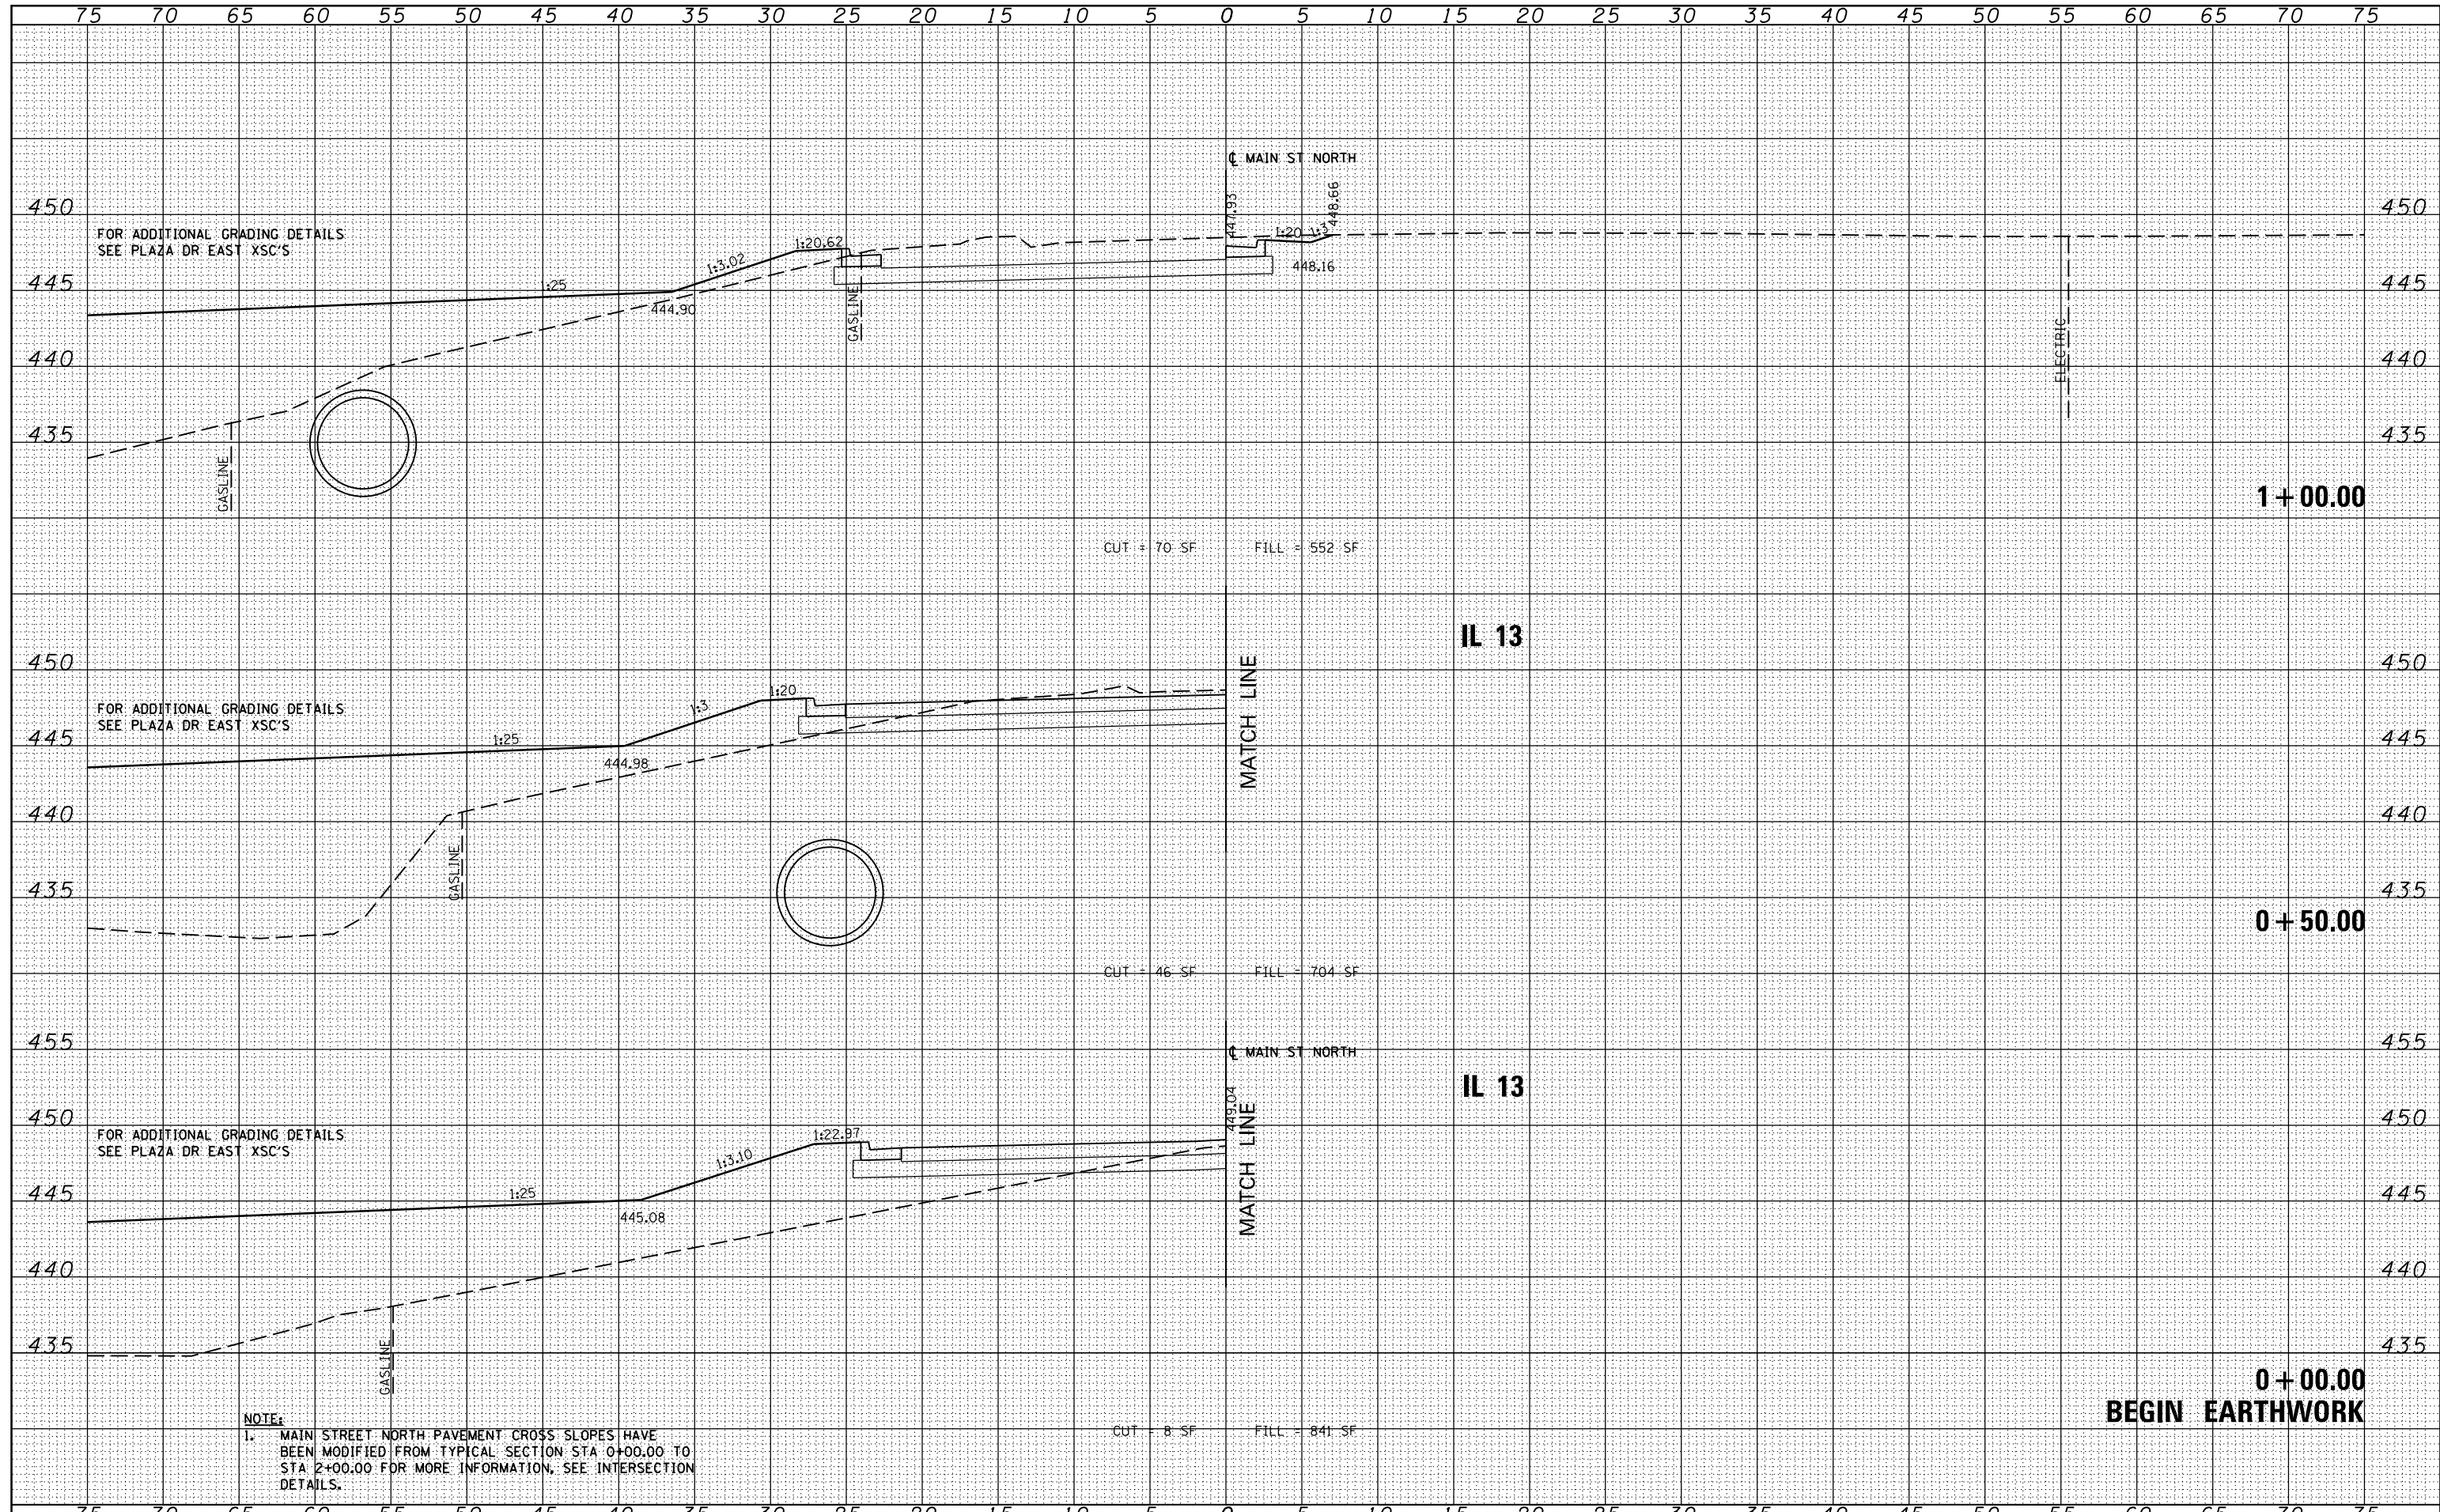 75 70 65 60 55 50 45 40 35 30 25 20 15 10 5 0 5 10 15 20 25 30 35 40 45 50 55 60 65 70 75
℄ MAIN ST NORTH
447.93
448.66
450
450
FOR ADDITIONAL GRADING DETAILS
SEE PLAZA DR EAST XSC'S
1:20.62
1:20
1:3
1:3.02
448.16
445
1:25
445
444.90
GASLINE
440
ELECTRIC
440
435
435
GASLINE
1+00.00
CUT = 70 SF
FILL = 552 SF
IL 13
450
MATCH LINE
450
1:20
FOR ADDITIONAL GRADING DETAILS
SEE PLAZA DR EAST XSC'S
1:3
445
1:25
445
444.98
440
440
GASLINE
435
435
0+50.00
CUT = 46 SF
FILL = 704 SF
455
℄ MAIN ST NORTH
455
IL 13
449.04
450
MATCH LINE
450
FOR ADDITIONAL GRADING DETAILS
SEE PLAZA DR EAST XSC'S
1:22.97
1:3.10
445
1:25
445
445.08
440
440
435
435
GASLINE
0+00.00
BEGIN EARTHWORK
NOTE:
1. MAIN STREET NORTH PAVEMENT CROSS SLOPES HAVE
BEEN MODIFIED FROM TYPICAL SECTION STA 0+00.00 TO
STA 2+00.00 FOR MORE INFORMATION, SEE INTERSECTION
DETAILS.
CUT = 8 SF
FILL = 841 SF
75 70 65 60 55 50 45 40 35 30 25 20 15 10 5 0 5 10 15 20 25 30 35 40 45 50 55 60 65 70 75